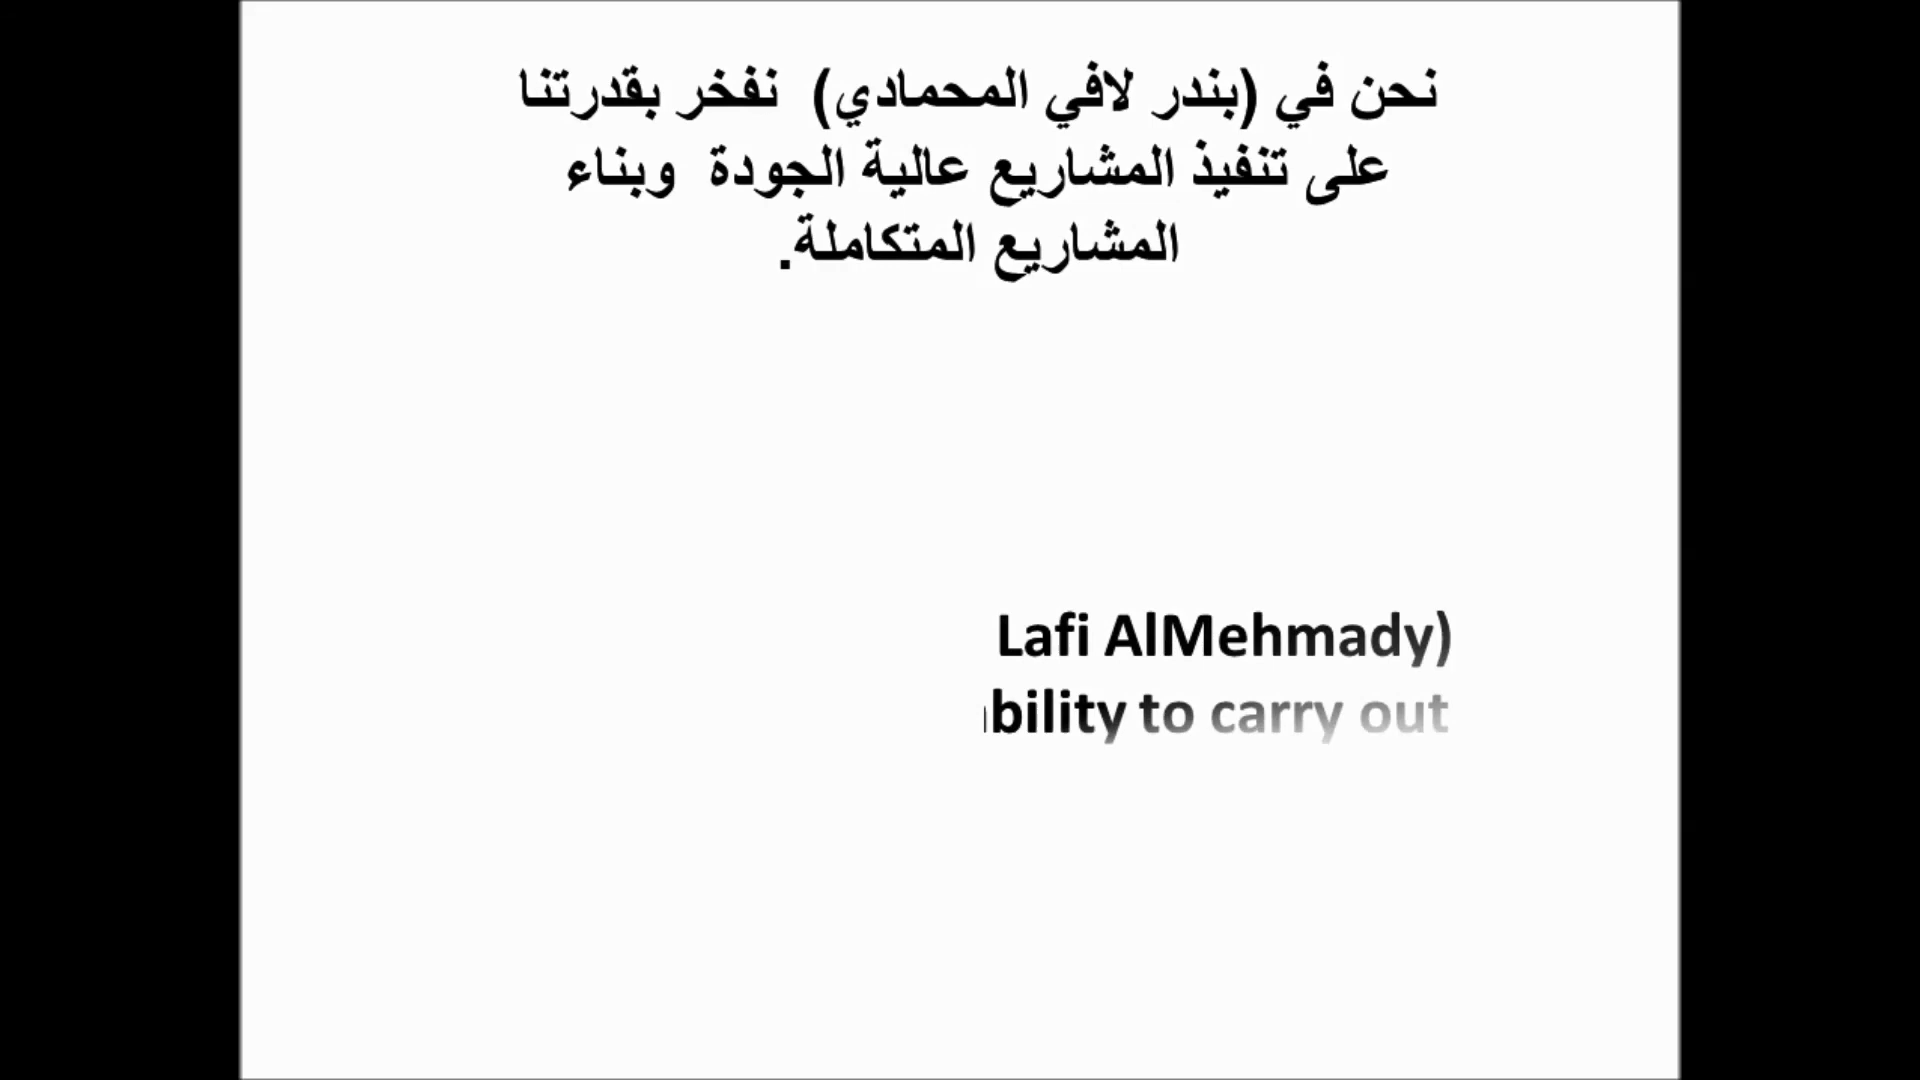 نحن في (بندر لافي المحمادي) نفخر بقدرتنا
على تنفيذ المشاريع عالية الجودة وبناء
المشاريع المتكاملة.
Lafi AlMehmady)
to carry out